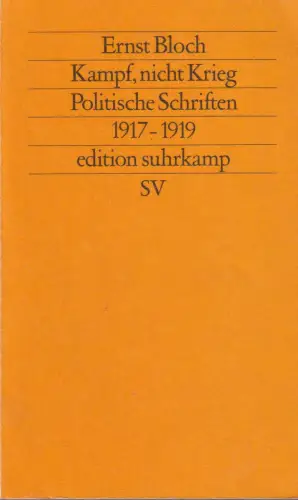 Ernst Bloch
Kampf, nicht Krieg
Politische Schriften
1917-1919
edition suhrkamp
SV